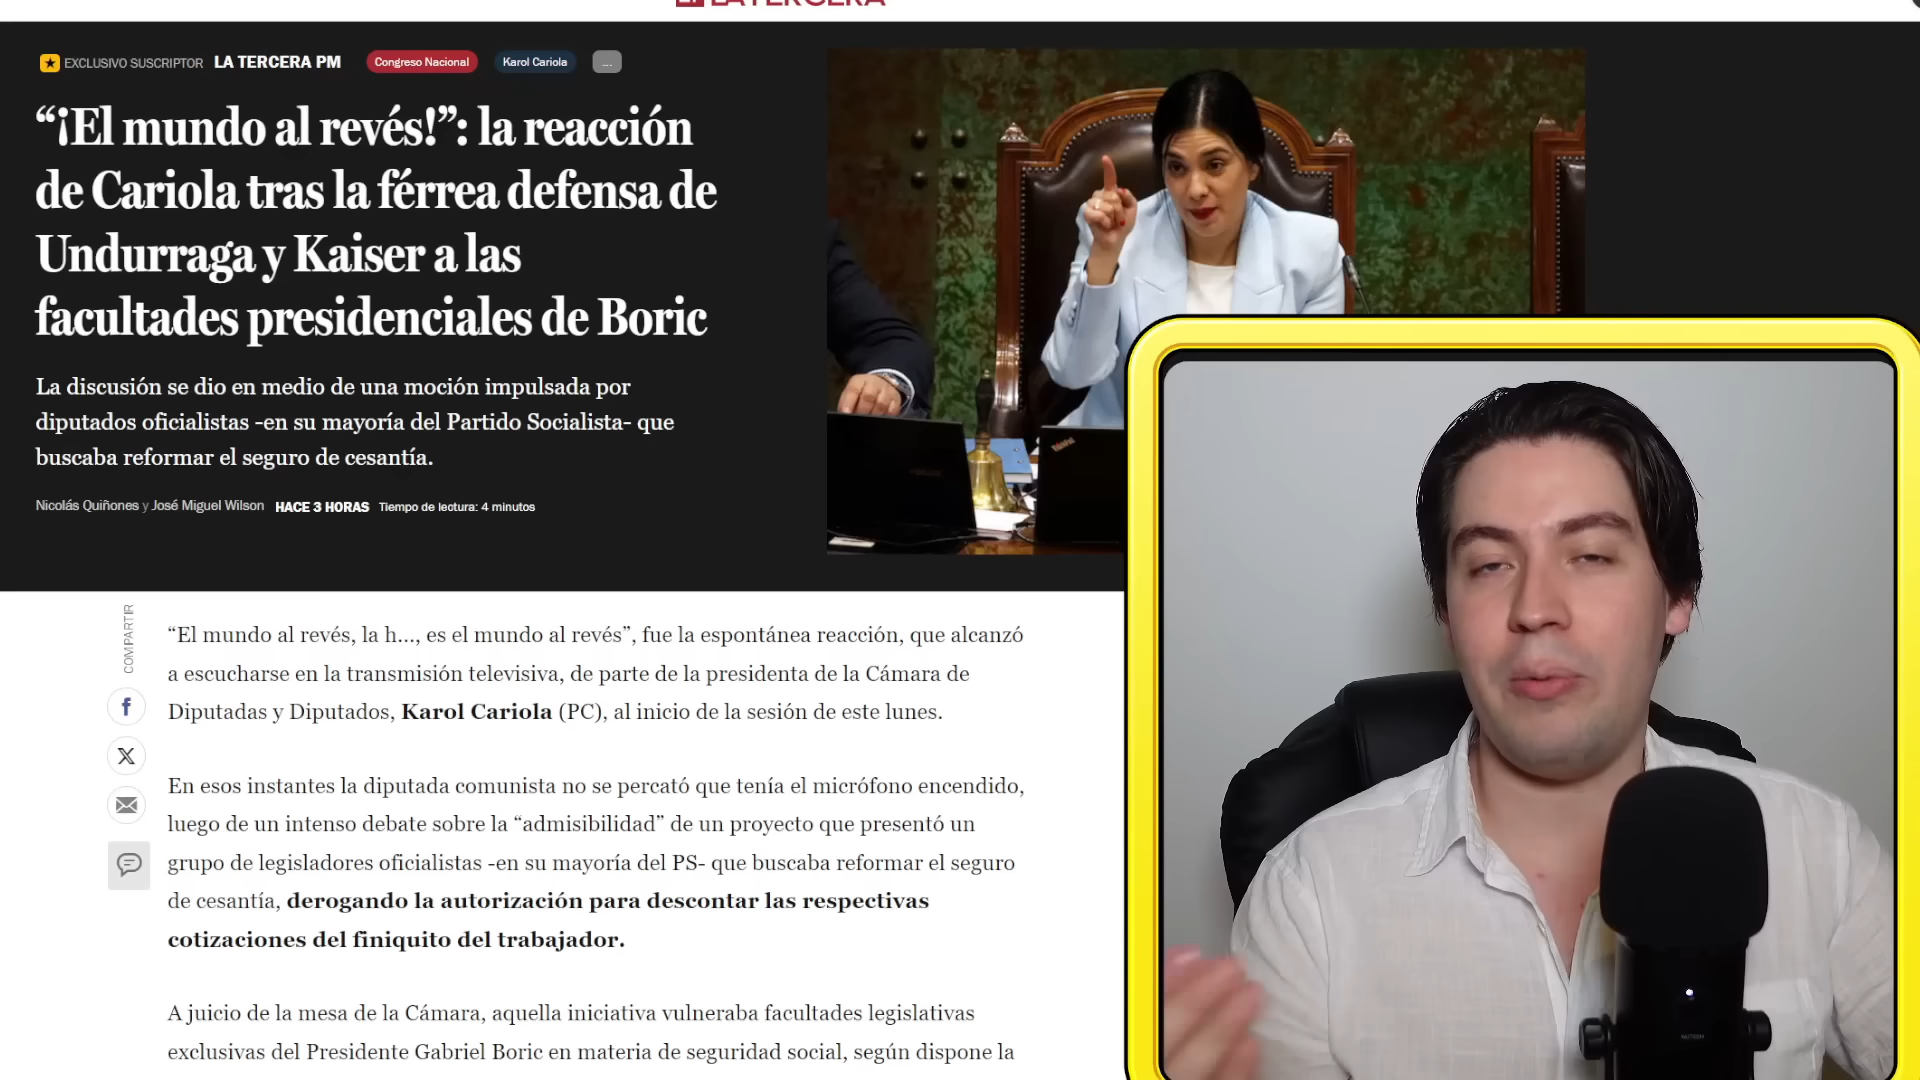 LA TERCERA
EXCLUSIVO SUSCRIPTOR LA TERCERA PM Congreso Nacional Karol Cariola ...
“¡El mundo al revés!”: la reacción
de Cariola tras la férrea defensa de
Undurraga y Kaiser a las
facultades presidenciales de Boric
La discusión se dio en medio de una moción impulsada por
diputados oficialistas -en su mayoría del Partido Socialista- que
buscaba reformar el seguro de cesantía.
Nicolás Quiñones y José Miguel Wilson HACE 3 HORAS Tiempo de lectura: 4 minutos
COMPARTIR
“El mundo al revés, la h..., es el mundo al revés”, fue la espontánea reacción, que alcanzó
a escucharse en la transmisión televisiva, de parte de la presidenta de la Cámara de
Diputadas y Diputados, Karol Cariola (PC), al inicio de la sesión de este lunes.
En esos instantes la diputada comunista no se percató que tenía el micrófono encendido,
luego de un intenso debate sobre la “admisibilidad” de un proyecto que presentó un
grupo de legisladores oficialistas -en su mayoría del PS- que buscaba reformar el seguro
de cesantía, derogando la autorización para descontar las respectivas
cotizaciones del finiquito del trabajador.
A juicio de la mesa de la Cámara, aquella iniciativa vulneraba facultades legislativas
exclusivas del Presidente Gabriel Boric en materia de seguridad social, según dispone la
ThinkPad